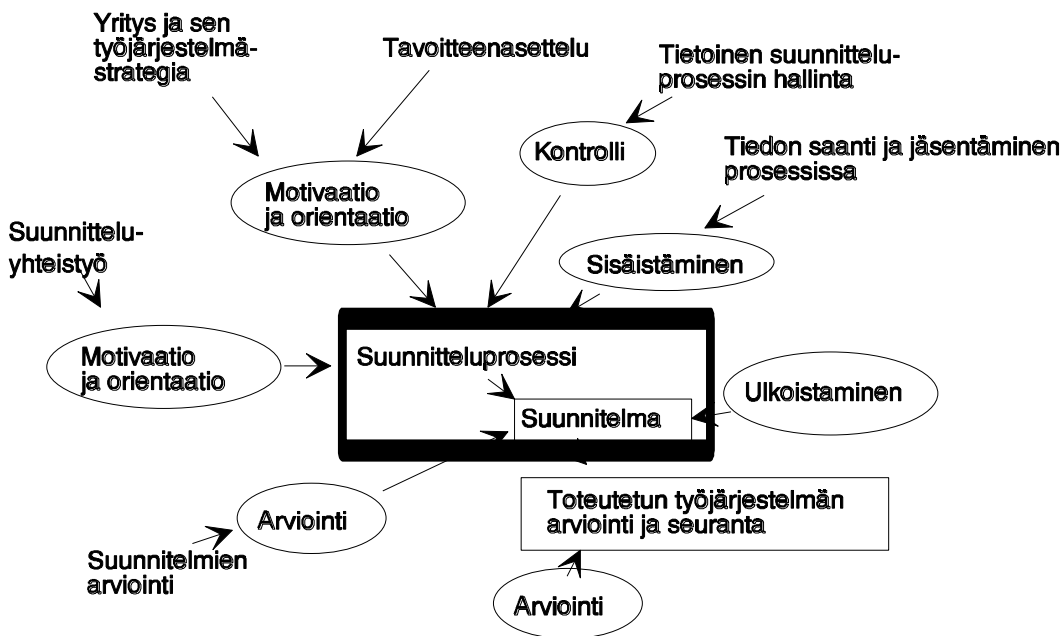 Yritys ja sen
työjärjestelmä-
strategia
Tavoitteenasettelu
Tietoinen suunnittelu-
prosessin hallinta
Kontrolli
Tiedon saanti ja jäsentäminen
prosessissa
Motivaatio
ja orientaatio
Suunnittelu-
yhteistyö
Sisäistäminen
Motivaatio
ja orientaatio
Suunnitteluprosessi
Ulkoistaminen
Suunnitelma
Toteutetun työjärjestelmän
arviointi ja seuranta
Arviointi
Suunnitelmien
arviointi
Arviointi